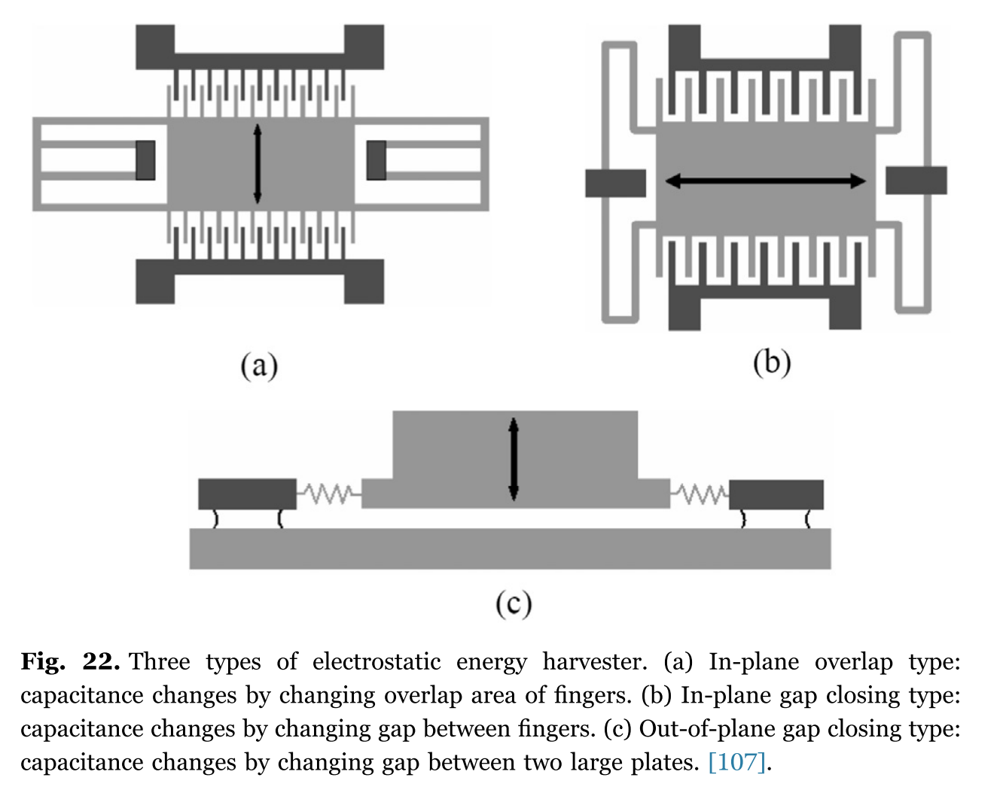 (a)
(b)
(c)
Fig. 22. Three types of electrostatic energy harvester. (a) In-plane overlap type:
capacitance changes by changing overlap area of fingers. (b) In-plane gap closing type:
capacitance changes by changing gap between fingers. (c) Out-of-plane gap closing type:
capacitance changes by changing gap between two large plates. [107].